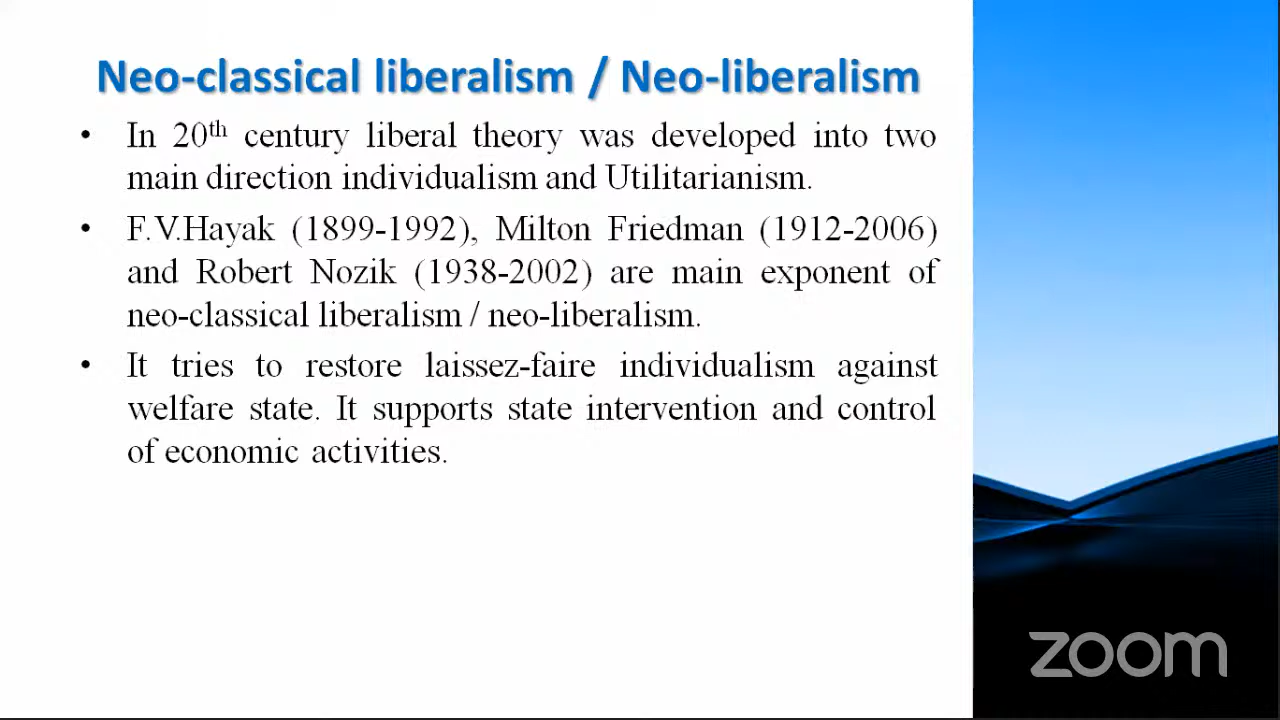 Neo-classical liberalism / Neo-liberalism
• In 20th century liberal theory was developed into two
main direction individualism and Utilitarianism.
• F.V.Hayak (1899-1992), Milton Friedman (1912-2006)
and Robert Nozik (1938-2002) are main exponent of
neo-classical liberalism / neo-liberalism.
• It tries to restore laissez-faire individualism against
welfare state. It supports state intervention and control
of economic activities.
zoom